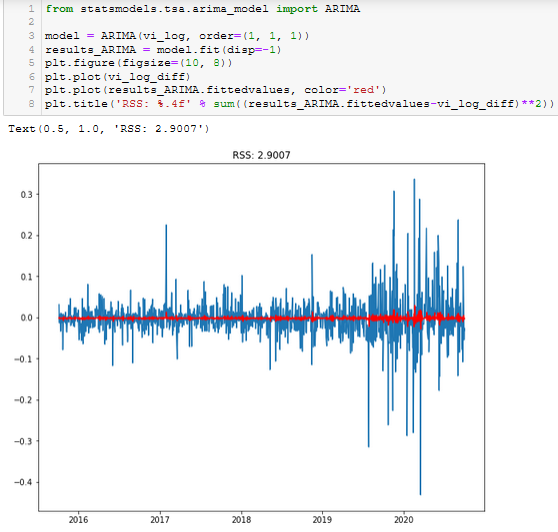 1 from statsmodels.tsa.arima_model import ARIMA
2
3 model = ARIMA(vi_log, order=(1, 1, 1))
4 results_ARIMA = model.fit(disp=-1)
5 plt.figure(figsize=(10, 8))
6 plt.plot(vi_log_diff)
7 plt.plot(results_ARIMA.fittedvalues, color='red')
8 plt.title('RSS: %.4f' % sum((results_ARIMA.fittedvalues-vi_log_diff)**2))
Text(0.5, 1.0, 'RSS: 2.9007')
RSS: 2.9007
0.3
0.2
0.1
0.0
−0.1
−0.2
−0.3
−0.4
2016 2017 2018 2019 2020